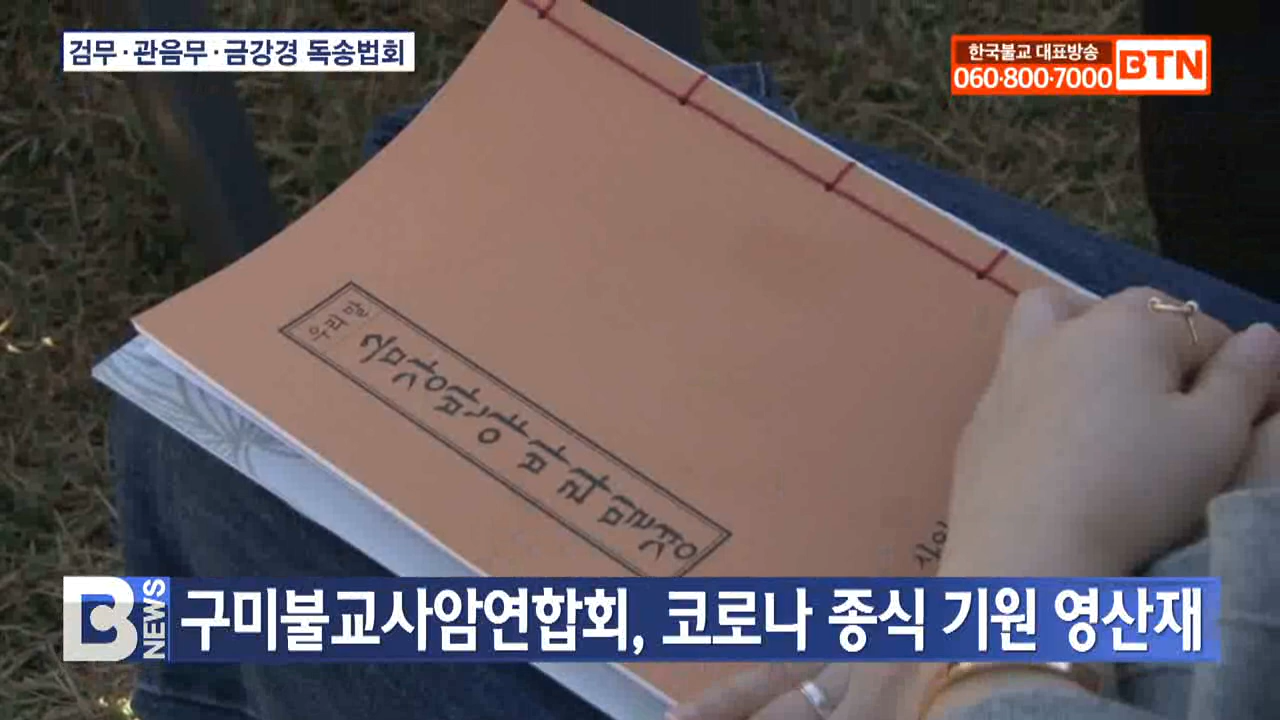 검무·관음무·금강경 독송법회
한국불교 대표방송
060·800·7000
BTN
우리말
금강반야바라밀경
B NEWS
구미불교사암연합회, 코로나 종식 기원 영산재